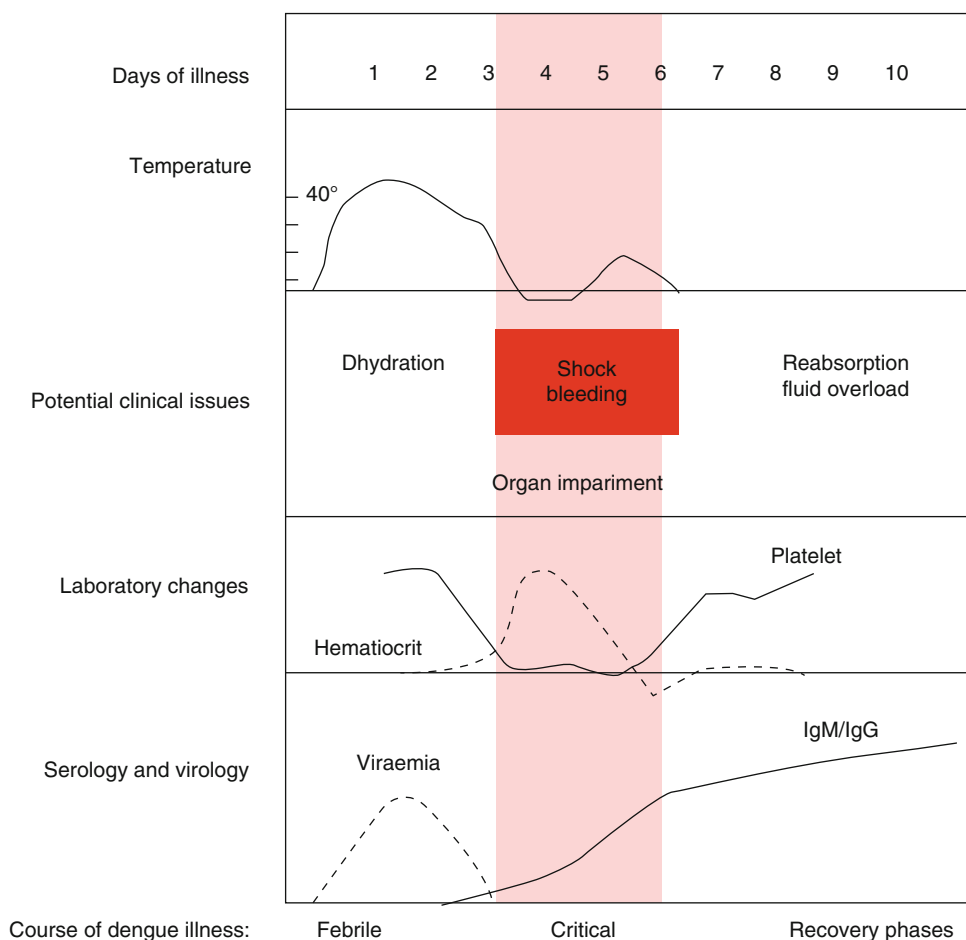 Days of illness 1 2 3 4 5 6 7 8 9 10
Temperature
40°
Potential clinical issues
Dhydration
Shock
bleeding
Reabsorption
fluid overload
Organ impariment
Laboratory changes
Platelet
Hematiocrit
Serology and virology
Viraemia
IgM/IgG
Course of dengue illness: Febrile Critical Recovery phases